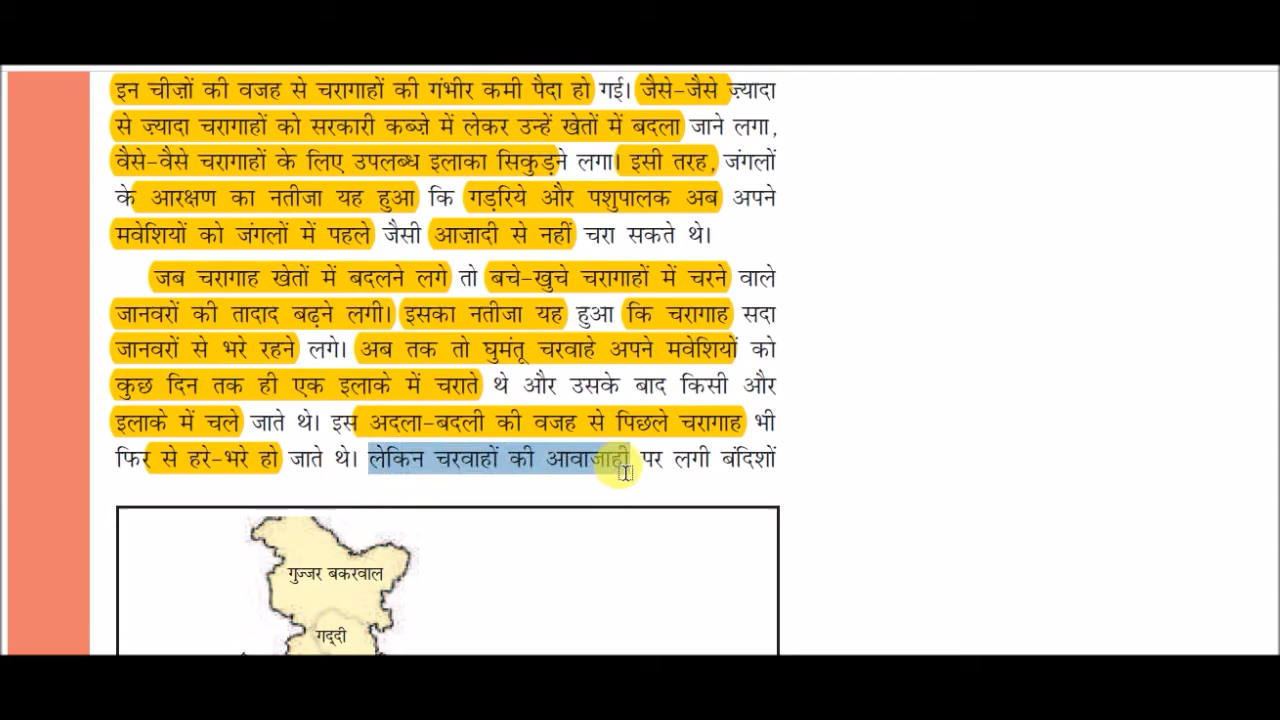 इन चीज़ों की वजह से चरागाहों की गंभीर कमी पैदा हो गई। जैसे-जैसे ज़्यादा
से ज़्यादा चरागाहों को सरकारी कब्ज़े में लेकर उन्हें खेतों में बदला जाने लगा,
वैसे-वैसे चरागाहों के लिए उपलब्ध इलाका सिकुड़ने लगा। इसी तरह, जंगलों
के आरक्षण का नतीजा यह हुआ कि गड़रिये और पशुपालक अब अपने
मवेशियों को जंगलों में पहले जैसी आज़ादी से नहीं चरा सकते थे।
जब चरागाह खेतों में बदलने लगे तो बचे-खुचे चरागाहों में चरने वाले
जानवरों की तादाद बढ़ने लगी। इसका नतीजा यह हुआ कि चरागाह सदा
जानवरों से भरे रहने लगे। अब तक तो घुमंतू चरवाहे अपने मवेशियों को
कुछ दिन तक ही एक इलाके में चराते थे और उसके बाद किसी और
इलाके में चले जाते थे। इस अदला-बदली की वजह से पिछले चरागाह भी
फिर से हरे-भरे हो जाते थे। लेकिन चरवाहों की आवाजाही पर लगी बंदिशों
गुज्जर बकरवाल
गद्दी